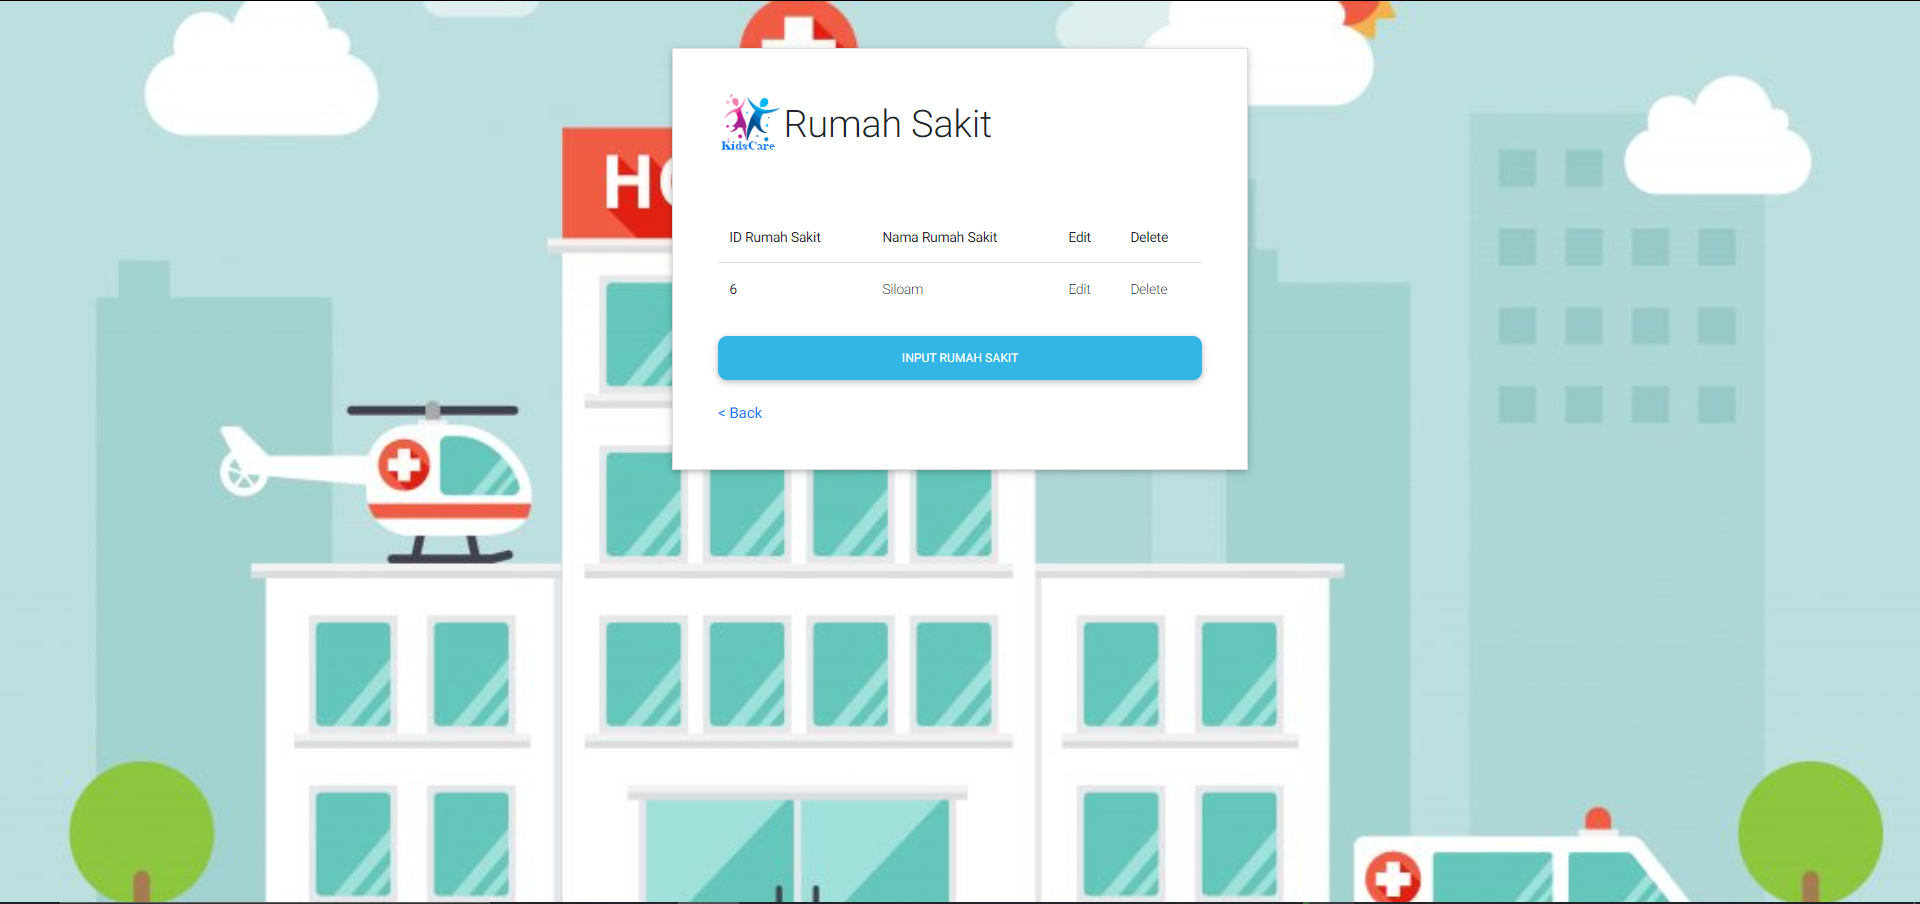 KidsCare
Rumah Sakit
HO
ID Rumah Sakit Nama Rumah Sakit Edit Delete
6 Siloam Edit Delete
INPUT RUMAH SAKIT
< Back